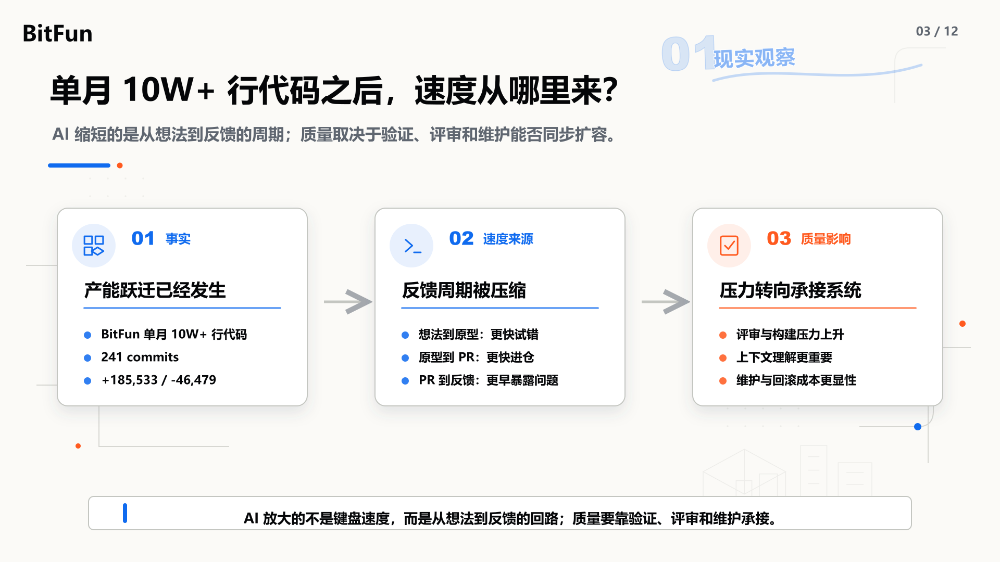 BitFun
03 / 12
01 现实观察
单月 10W+ 行代码之后，速度从哪里来？
AI 缩短的是从想法到反馈的周期；质量取决于验证、评审和维护能否同步扩容。
01 事实
产能跃迁已经发生
BitFun 单月 10W+ 行代码
241 commits
+185,533 / -46,479
02 速度来源
反馈周期被压缩
想法到原型：更快试错
原型到 PR：更快进仓
PR 到反馈：更早暴露问题
03 质量影响
压力转向承接系统
评审与构建压力上升
上下文理解更重要
维护与回滚成本更显性
AI 放大的不是键盘速度，而是从想法到反馈的回路；质量要靠验证、评审和维护承接。